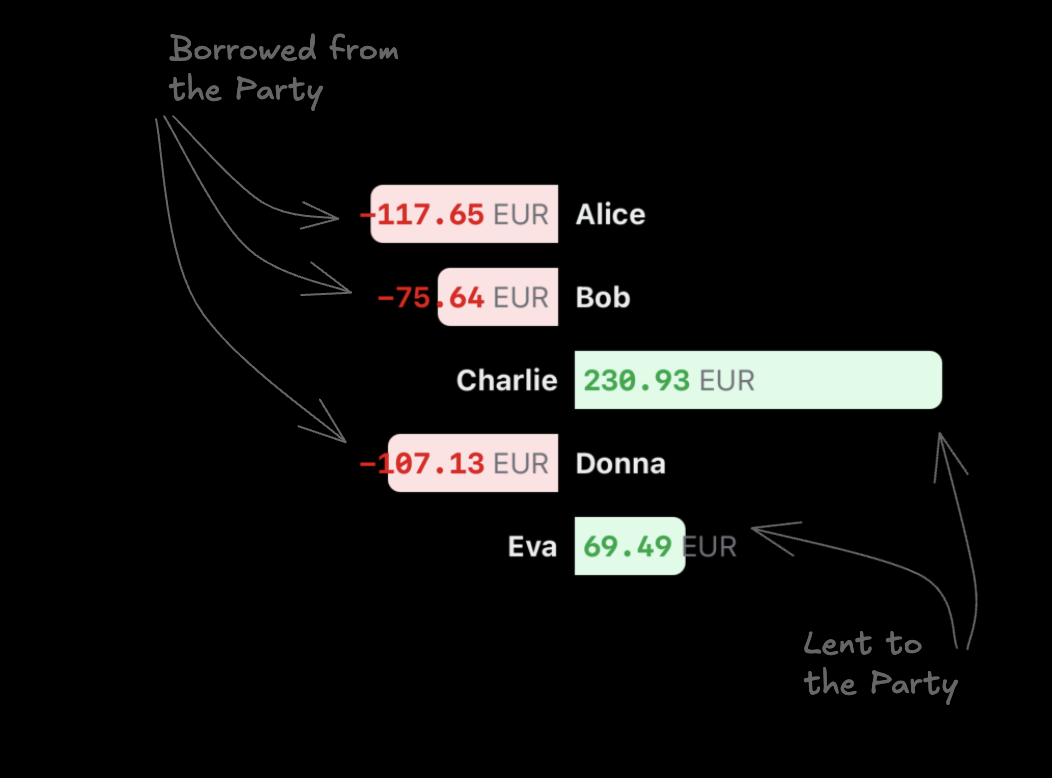 Borrowed from
the Party
-117.65 EUR Alice
-75.64 EUR Bob
Charlie 230.93 EUR
-107.13 EUR Donna
Eva 69.49 EUR
Lent to
the Party